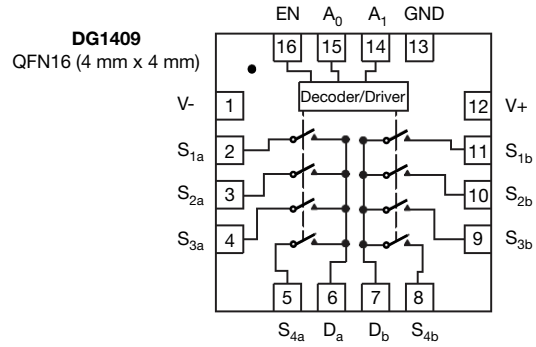 EN A0 A1 GND
DG1409
QFN16 (4 mm x 4 mm)
16 15 14 13
Decoder/Driver
V- 1 12 V+
S1a 2 11 S1b
S2a 3 10 S2b
S3a 4 9 S3b
5 6 7 8
S4a Da Db S4b